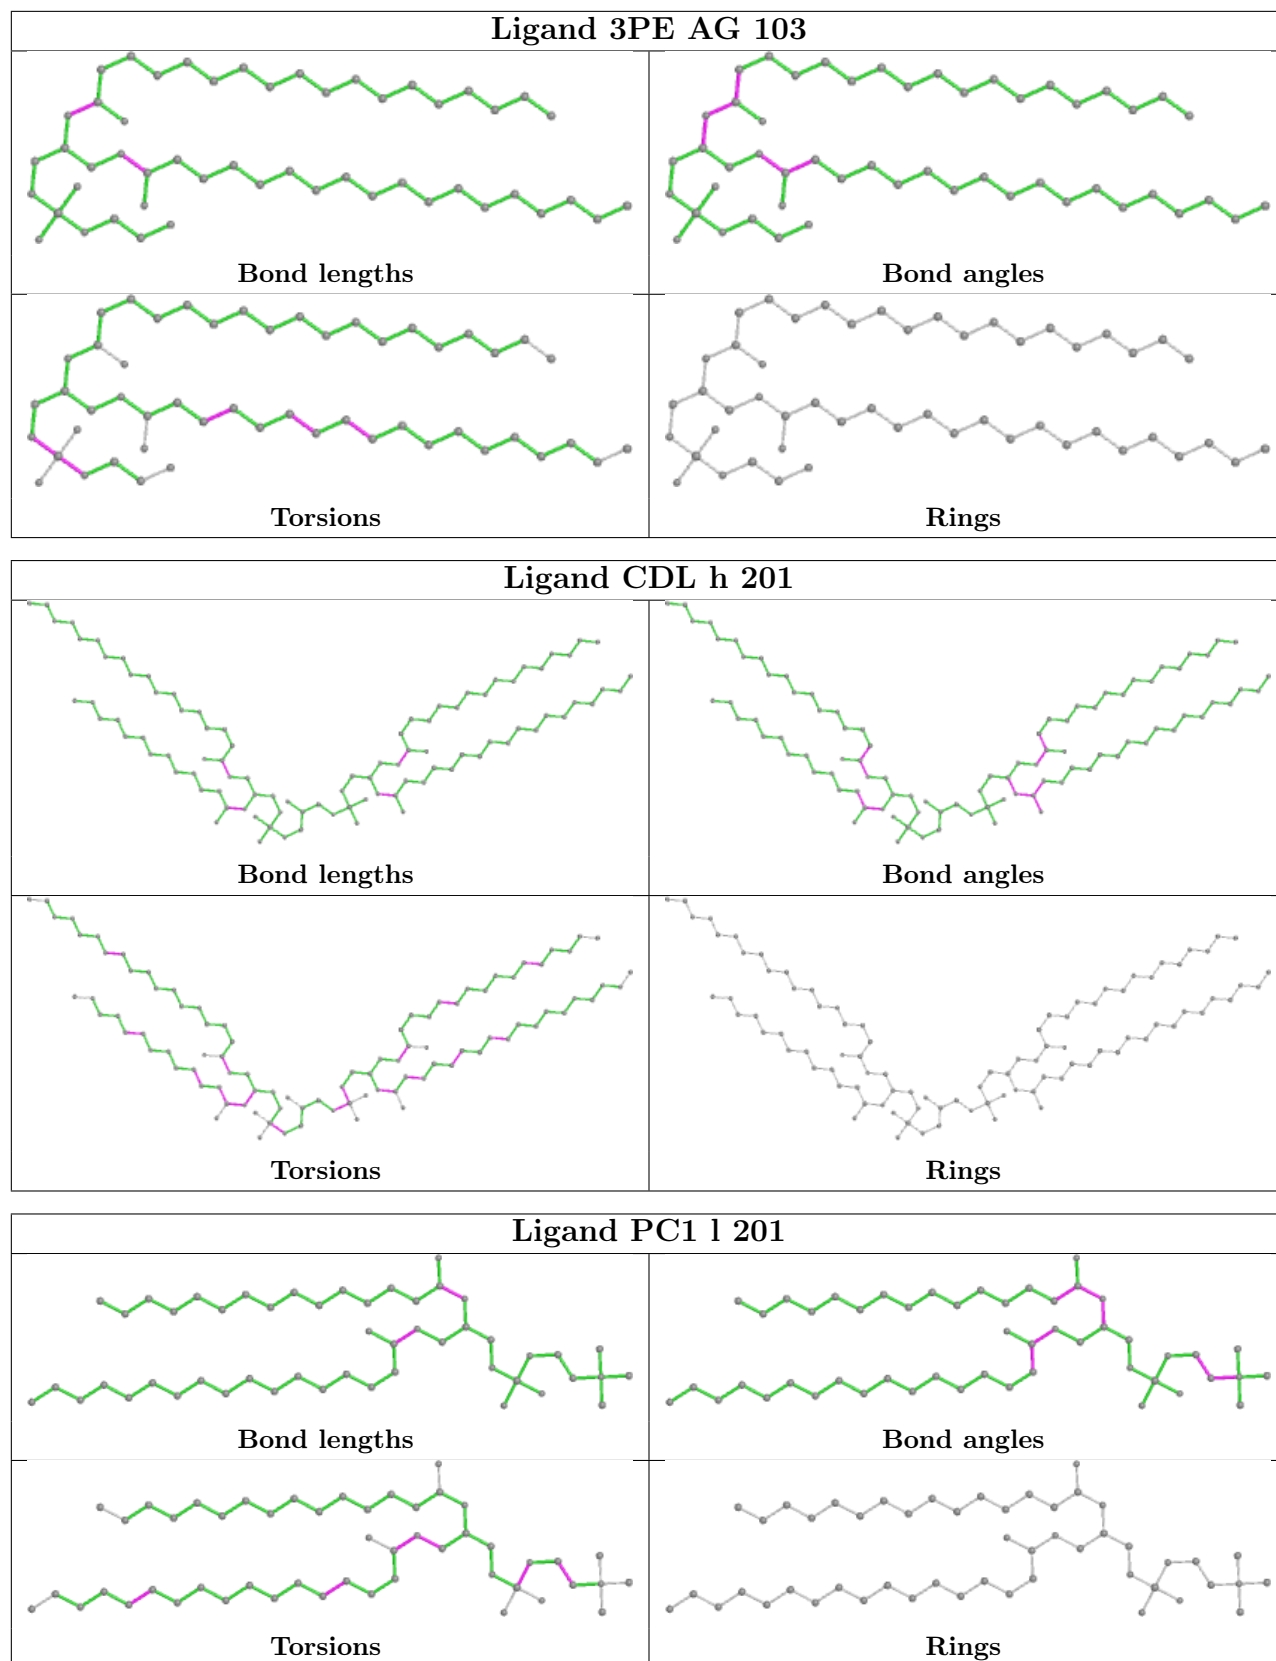 Ligand 3PE AG 103
Bond lengths
Bond angles
Torsions
Rings
Ligand CDL h 201
Bond lengths
Bond angles
Torsions
Rings
Ligand PC1 l 201
Bond lengths
Bond angles
Torsions
Rings